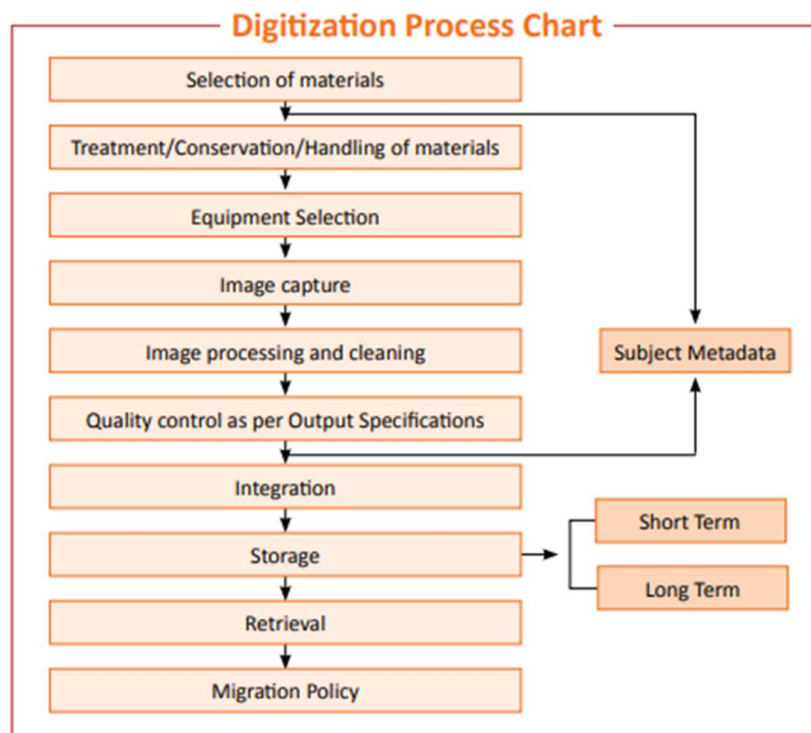 Digitization Process Chart
Selection of materials
Treatment/Conservation/Handling of materials
Equipment Selection
Image capture
Image processing and cleaning
Subject Metadata
Quality control as per Output Specifications
Integration
Short Term
Storage
Long Term
Retrieval
Migration Policy